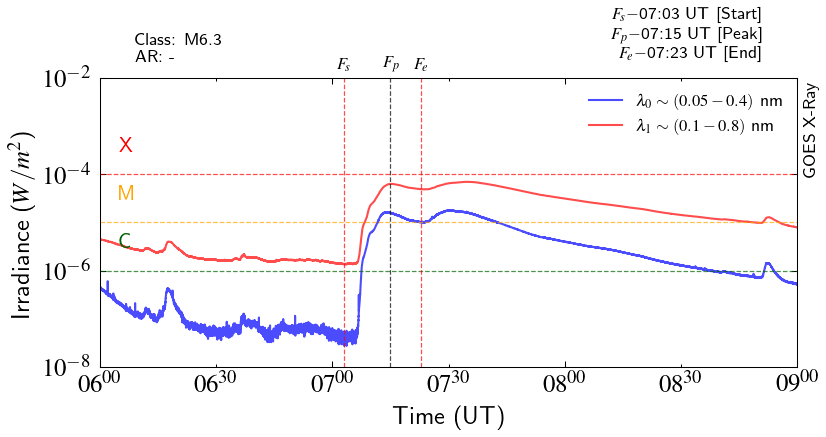 Fs−07:03 UT [Start]
Class: M6.3
Fp−07:15 UT [Peak]
AR: -
Fe−07:23 UT [End]
Fs Fp Fe
10⁻²
λ₀ ∼ (0.05 − 0.4) nm
λ₁ ∼ (0.1 − 0.8) nm
GOES X-Ray
X
10⁻⁴
M
Irradiance (W/m²)
C
10⁻⁶
10⁻⁸
06⁰⁰ 06³⁰ 07⁰⁰ 07³⁰ 08⁰⁰ 08³⁰ 09⁰⁰
Time (UT)